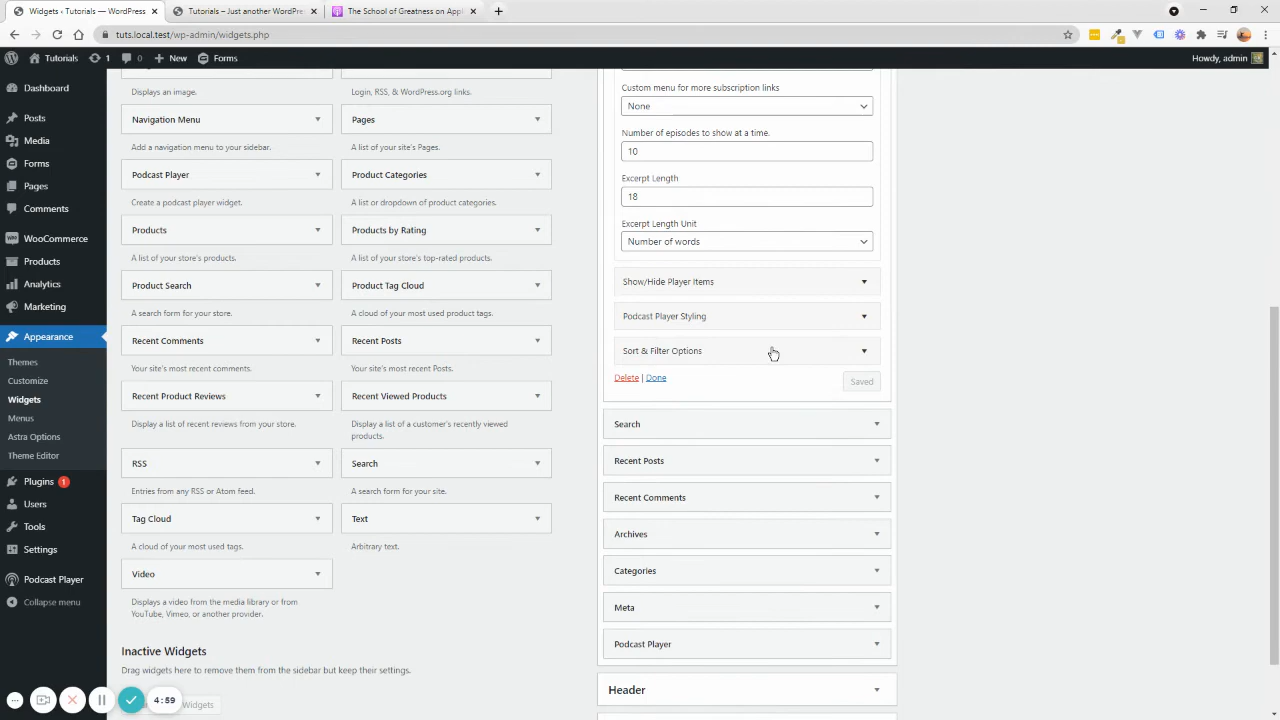 Widgets ‹ Tutorials — WordPress
Tutorials – Just another WordPre
The School of Greatness on Appl
tuts.local.test/wp-admin/widgets.php
Tutorials
1
0
New
Forms
Howdy, admin
Dashboard
Posts
Media
Forms
Pages
Comments
WooCommerce
Products
Analytics
Marketing
Appearance
Themes
Customize
Widgets
Menus
Astra Options
Theme Editor
Plugins 1
Users
Tools
Settings
Podcast Player
Collapse menu
Displays an image.
Login, RSS, & WordPress.org links.
Navigation Menu
Pages
Add a navigation menu to your sidebar.
A list of your site's Pages.
Podcast Player
Product Categories
Create a podcast player widget.
A list or dropdown of product categories.
Products
Products by Rating
A list of your store's products.
A list of your store's top-rated products.
Product Search
Product Tag Cloud
A search form for your store.
A cloud of your most used product tags.
Recent Comments
Recent Posts
Your site's most recent comments.
Your site's most recent Posts.
Recent Product Reviews
Recent Viewed Products
Display a list of recent reviews from your store.
Display a list of a customer's recently viewed
products.
RSS
Search
Entries from any RSS or Atom feed.
A search form for your site.
Tag Cloud
Text
A cloud of your most used tags.
Arbitrary text.
Video
Displays a video from the media library or from
YouTube, Vimeo, or another provider.
Inactive Widgets
Drag widgets here to remove them from the sidebar but keep their settings.
Widgets
Custom menu for more subscription links
None
Number of episodes to show at a time.
10
Excerpt Length
18
Excerpt Length Unit
Number of words
Show/Hide Player Items
Podcast Player Styling
Sort & Filter Options
Delete | Done
Saved
Search
Recent Posts
Recent Comments
Archives
Categories
Meta
Podcast Player
Header
4:59